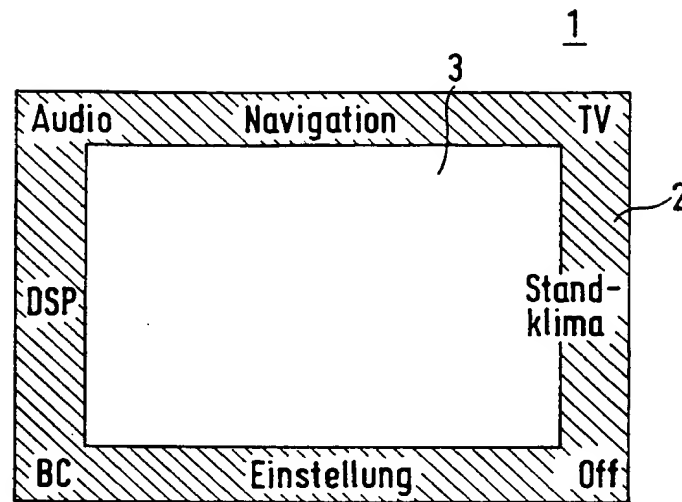 1
3
Audio Navigation TV
2
DSP
Stand-
klima
BC Einstellung Off